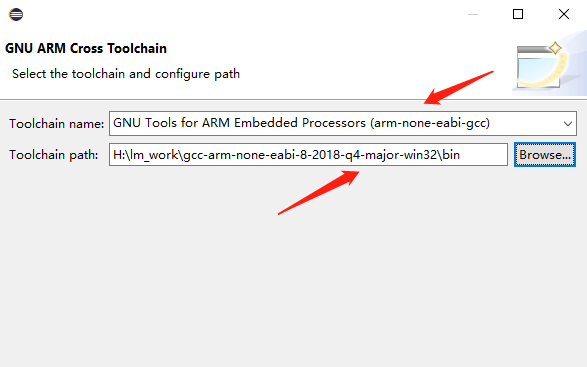 GNU ARM Cross Toolchain
Select the toolchain and configure path
Toolchain name: GNU Tools for ARM Embedded Processors (arm-none-eabi-gcc)
Toolchain path: H:\lm_work\gcc-arm-none-eabi-8-2018-q4-major-win32\bin Browse...